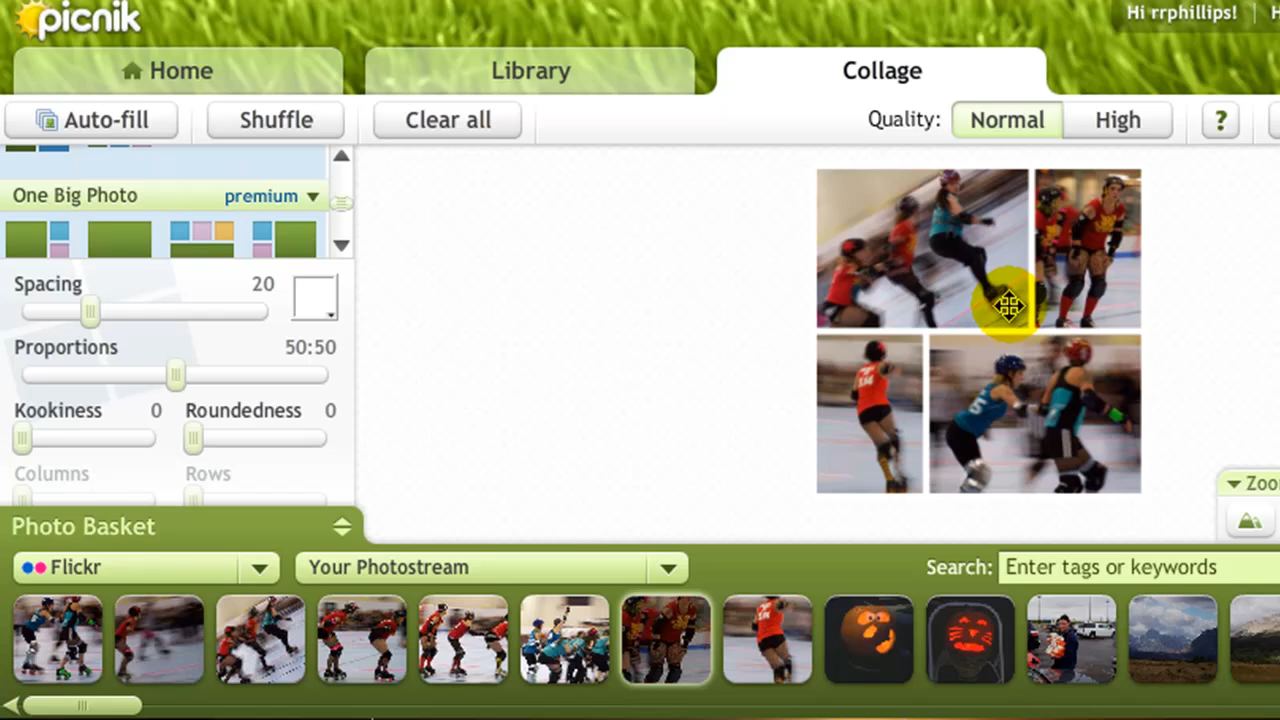 picnik
Hi rrphillips!
Home
Library
Collage
Auto-fill
Shuffle
Clear all
Quality:
Normal
High
?
One Big Photo
premium
Spacing
20
Proportions
50:50
Kookiness
0
Roundedness
0
Columns
Rows
Photo Basket
Zoo
Flickr
Your Photostream
Search:
Enter tags or keywords